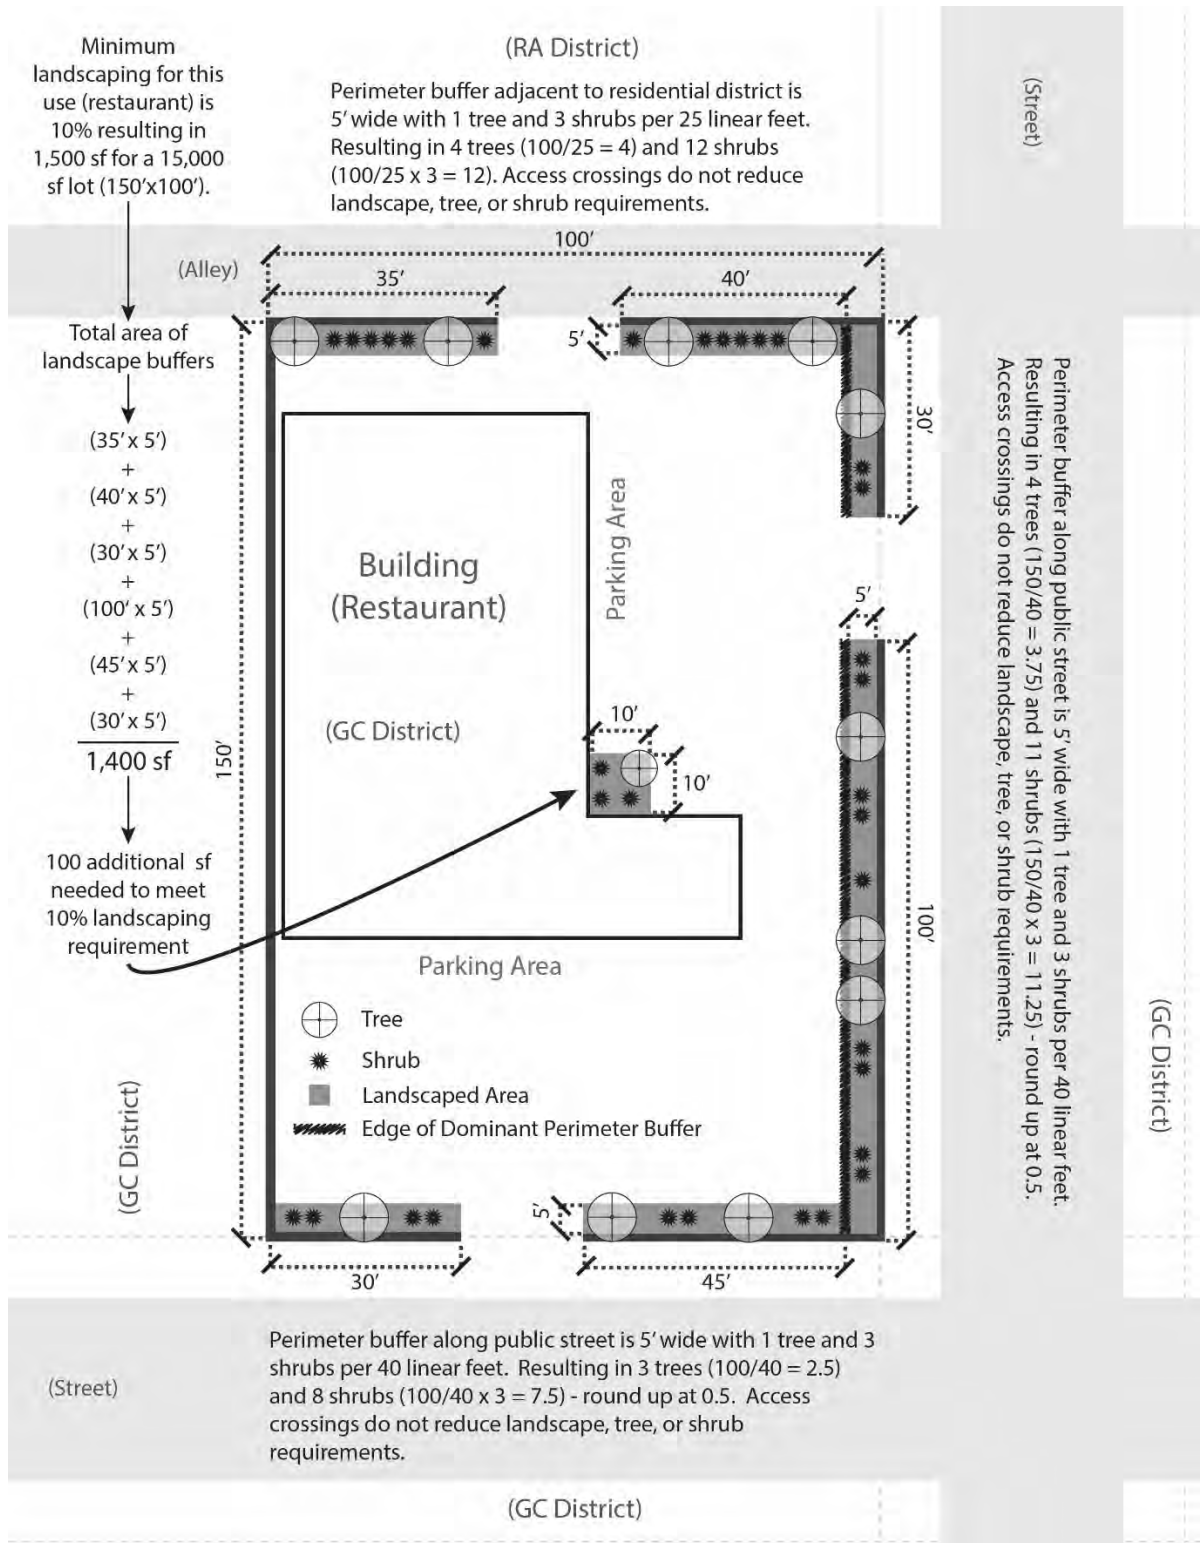 Minimum
landscaping for this
use (restaurant) is
10% resulting in
1,500 sf for a 15,000
sf lot (150'x100').
(RA District)
Perimeter buffer adjacent to residential district is
5' wide with 1 tree and 3 shrubs per 25 linear feet.
Resulting in 4 trees (100/25 = 4) and 12 shrubs
(100/25 x 3 = 12). Access crossings do not reduce
landscape, tree, or shrub requirements.
(Street)
(Alley)
100'
35'
40'
5'
Total area of
landscape buffers
(35' x 5')
+
(40' x 5')
+
(30' x 5')
+
(100' x 5')
+
(45' x 5')
+
(30' x 5')
1,400 sf
100 additional sf
needed to meet
10% landscaping
requirement
150'
Building
(Restaurant)
(GC District)
Parking Area
10'
10'
30'
5'
100'
Perimeter buffer along public street is 5' wide with 1 tree and 3 shrubs per 40 linear feet.
Resulting in 4 trees (150/40 = 3.75) and 11 shrubs (150/40 x 3 = 11.25) - round up at 0.5.
Access crossings do not reduce landscape, tree, or shrub requirements.
(GC District)
Parking Area
Tree
Shrub
Landscaped Area
Edge of Dominant Perimeter Buffer
(GC District)
5'
30'
45'
Perimeter buffer along public street is 5' wide with 1 tree and 3
shrubs per 40 linear feet. Resulting in 3 trees (100/40 = 2.5)
and 8 shrubs (100/40 x 3 = 7.5) - round up at 0.5. Access
crossings do not reduce landscape, tree, or shrub
requirements.
(Street)
(GC District)